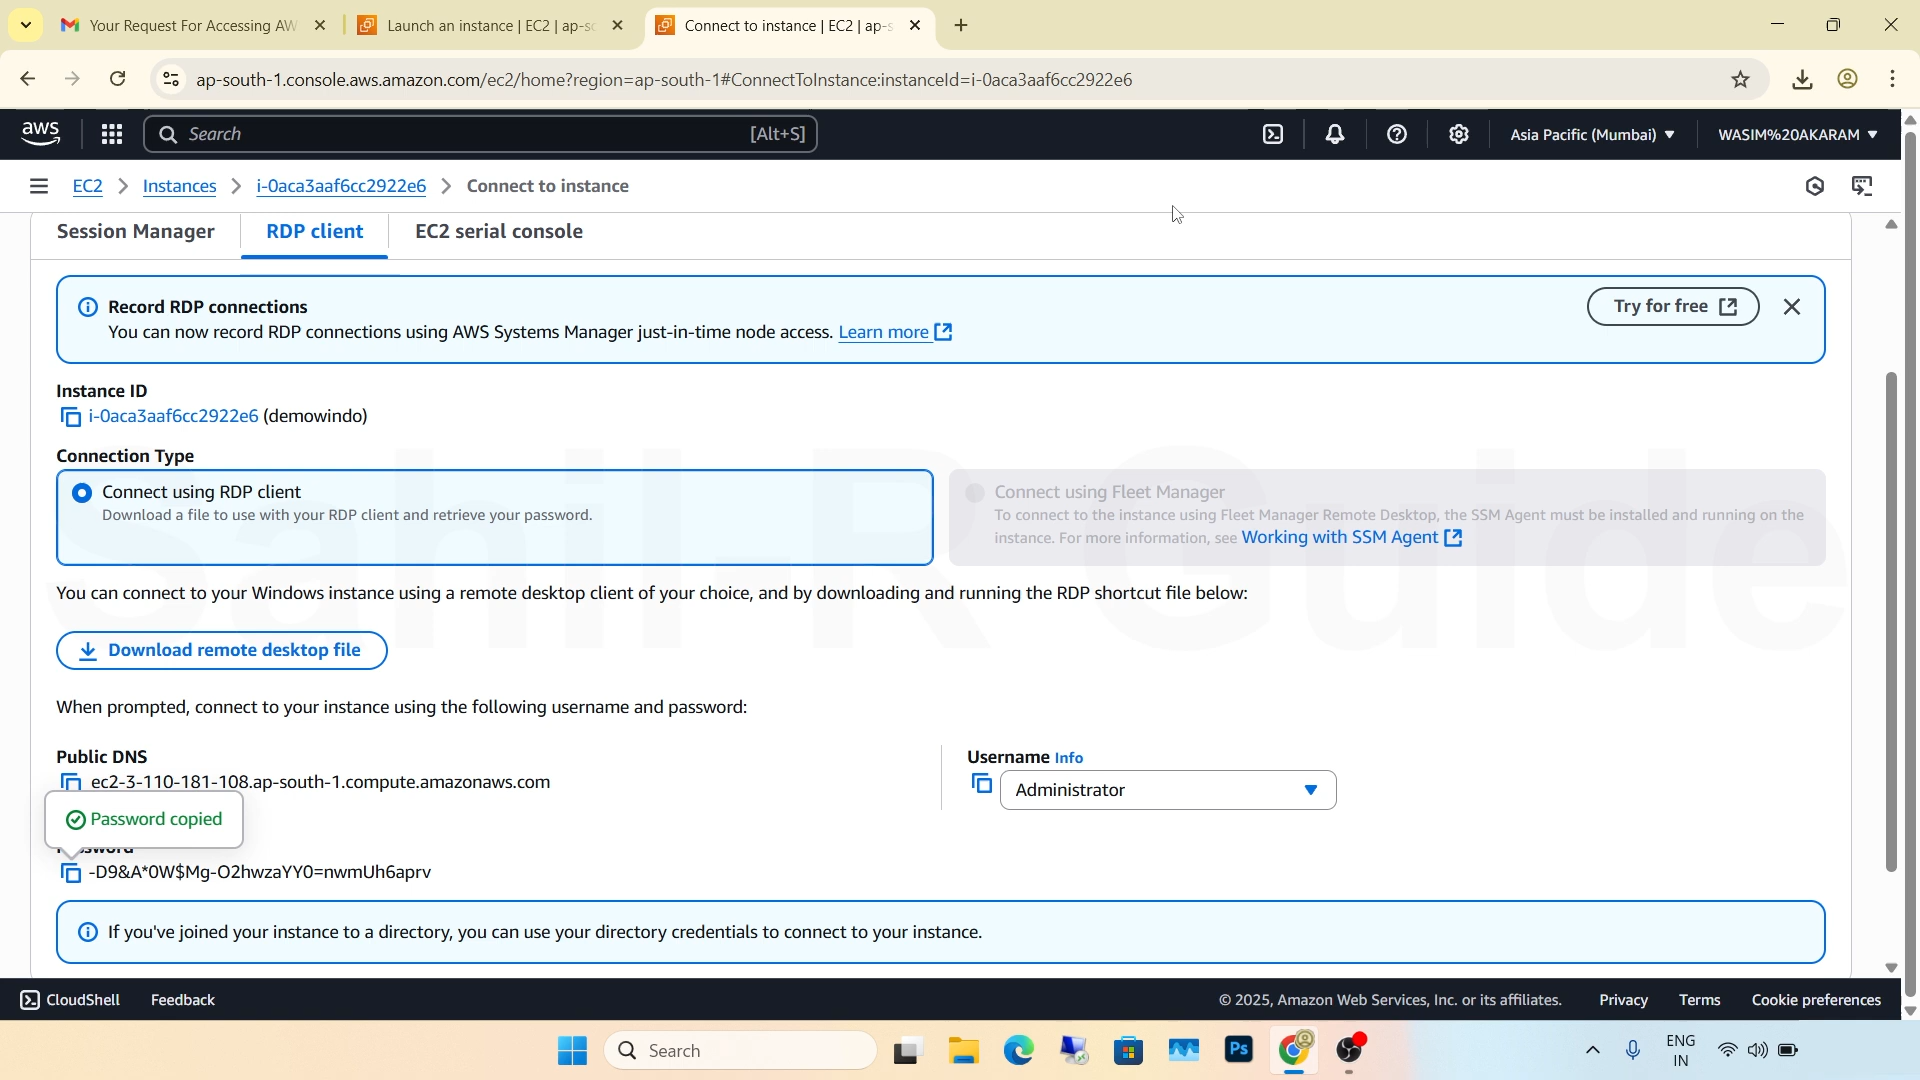 Your Request For Accessing AW
Launch an instance | EC2 | ap-sc
Connect to instance | EC2 | ap-s
ap-south-1.console.aws.amazon.com/ec2/home?region=ap-south-1#ConnectToInstance:instanceId=i-0aca3aaf6cc2922e6
aws
Search
[Alt+S]
Asia Pacific (Mumbai)
WASIM%20AKARAM
EC2
Instances
i-0aca3aaf6cc2922e6
Connect to instance
Session Manager
RDP client
EC2 serial console
Record RDP connections
Try for free
You can now record RDP connections using AWS Systems Manager just-in-time node access. Learn more
Instance ID
i-0aca3aaf6cc2922e6 (demowindo)
Connection Type
Connect using RDP client
Download a file to use with your RDP client and retrieve your password.
Connect using Fleet Manager
To connect to the instance using Fleet Manager Remote Desktop, the SSM Agent must be installed and running on the
instance. For more information, see Working with SSM Agent
Sahil-R Guide
You can connect to your Windows instance using a remote desktop client of your choice, and by downloading and running the RDP shortcut file below:
Download remote desktop file
When prompted, connect to your instance using the following username and password:
Public DNS
ec2-3-110-181-108.ap-south-1.compute.amazonaws.com
Username Info
Administrator
Password copied
Password
-D9&A*0W$Mg-O2hwzaYY0=nwmUh6aprv
If you've joined your instance to a directory, you can use your directory credentials to connect to your instance.
CloudShell
Feedback
© 2025, Amazon Web Services, Inc. or its affiliates.
Privacy
Terms
Cookie preferences
Search
Ps
ENG
IN